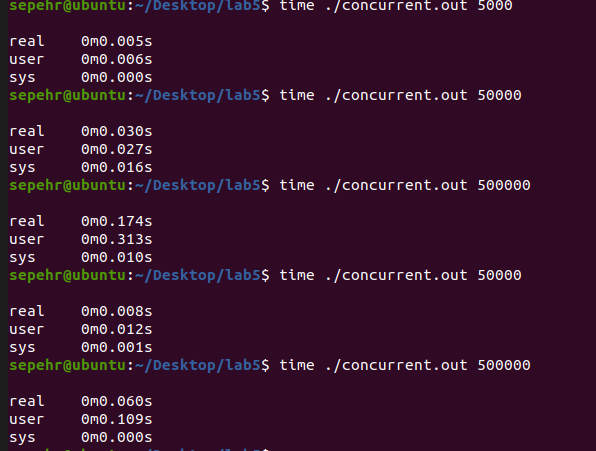 sepehr@ubuntu:~/Desktop/lab5$ time ./concurrent.out 5000
real 0m0.005s
user 0m0.006s
sys 0m0.000s
sepehr@ubuntu:~/Desktop/lab5$ time ./concurrent.out 50000
real 0m0.030s
user 0m0.027s
sys 0m0.016s
sepehr@ubuntu:~/Desktop/lab5$ time ./concurrent.out 500000
real 0m0.174s
user 0m0.313s
sys 0m0.010s
sepehr@ubuntu:~/Desktop/lab5$ time ./concurrent.out 50000
real 0m0.008s
user 0m0.012s
sys 0m0.001s
sepehr@ubuntu:~/Desktop/lab5$ time ./concurrent.out 500000
real 0m0.060s
user 0m0.109s
sys 0m0.000s